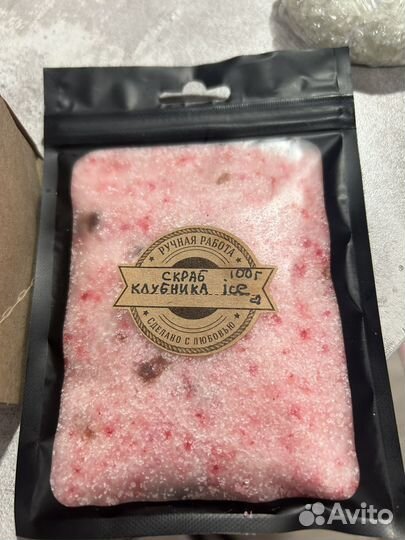 РУЧНАЯ РАБОТА
СКРАБ 100г
КЛУБНИКА ice
СДЕЛАНО С ЛЮБОВЬЮ
Avito